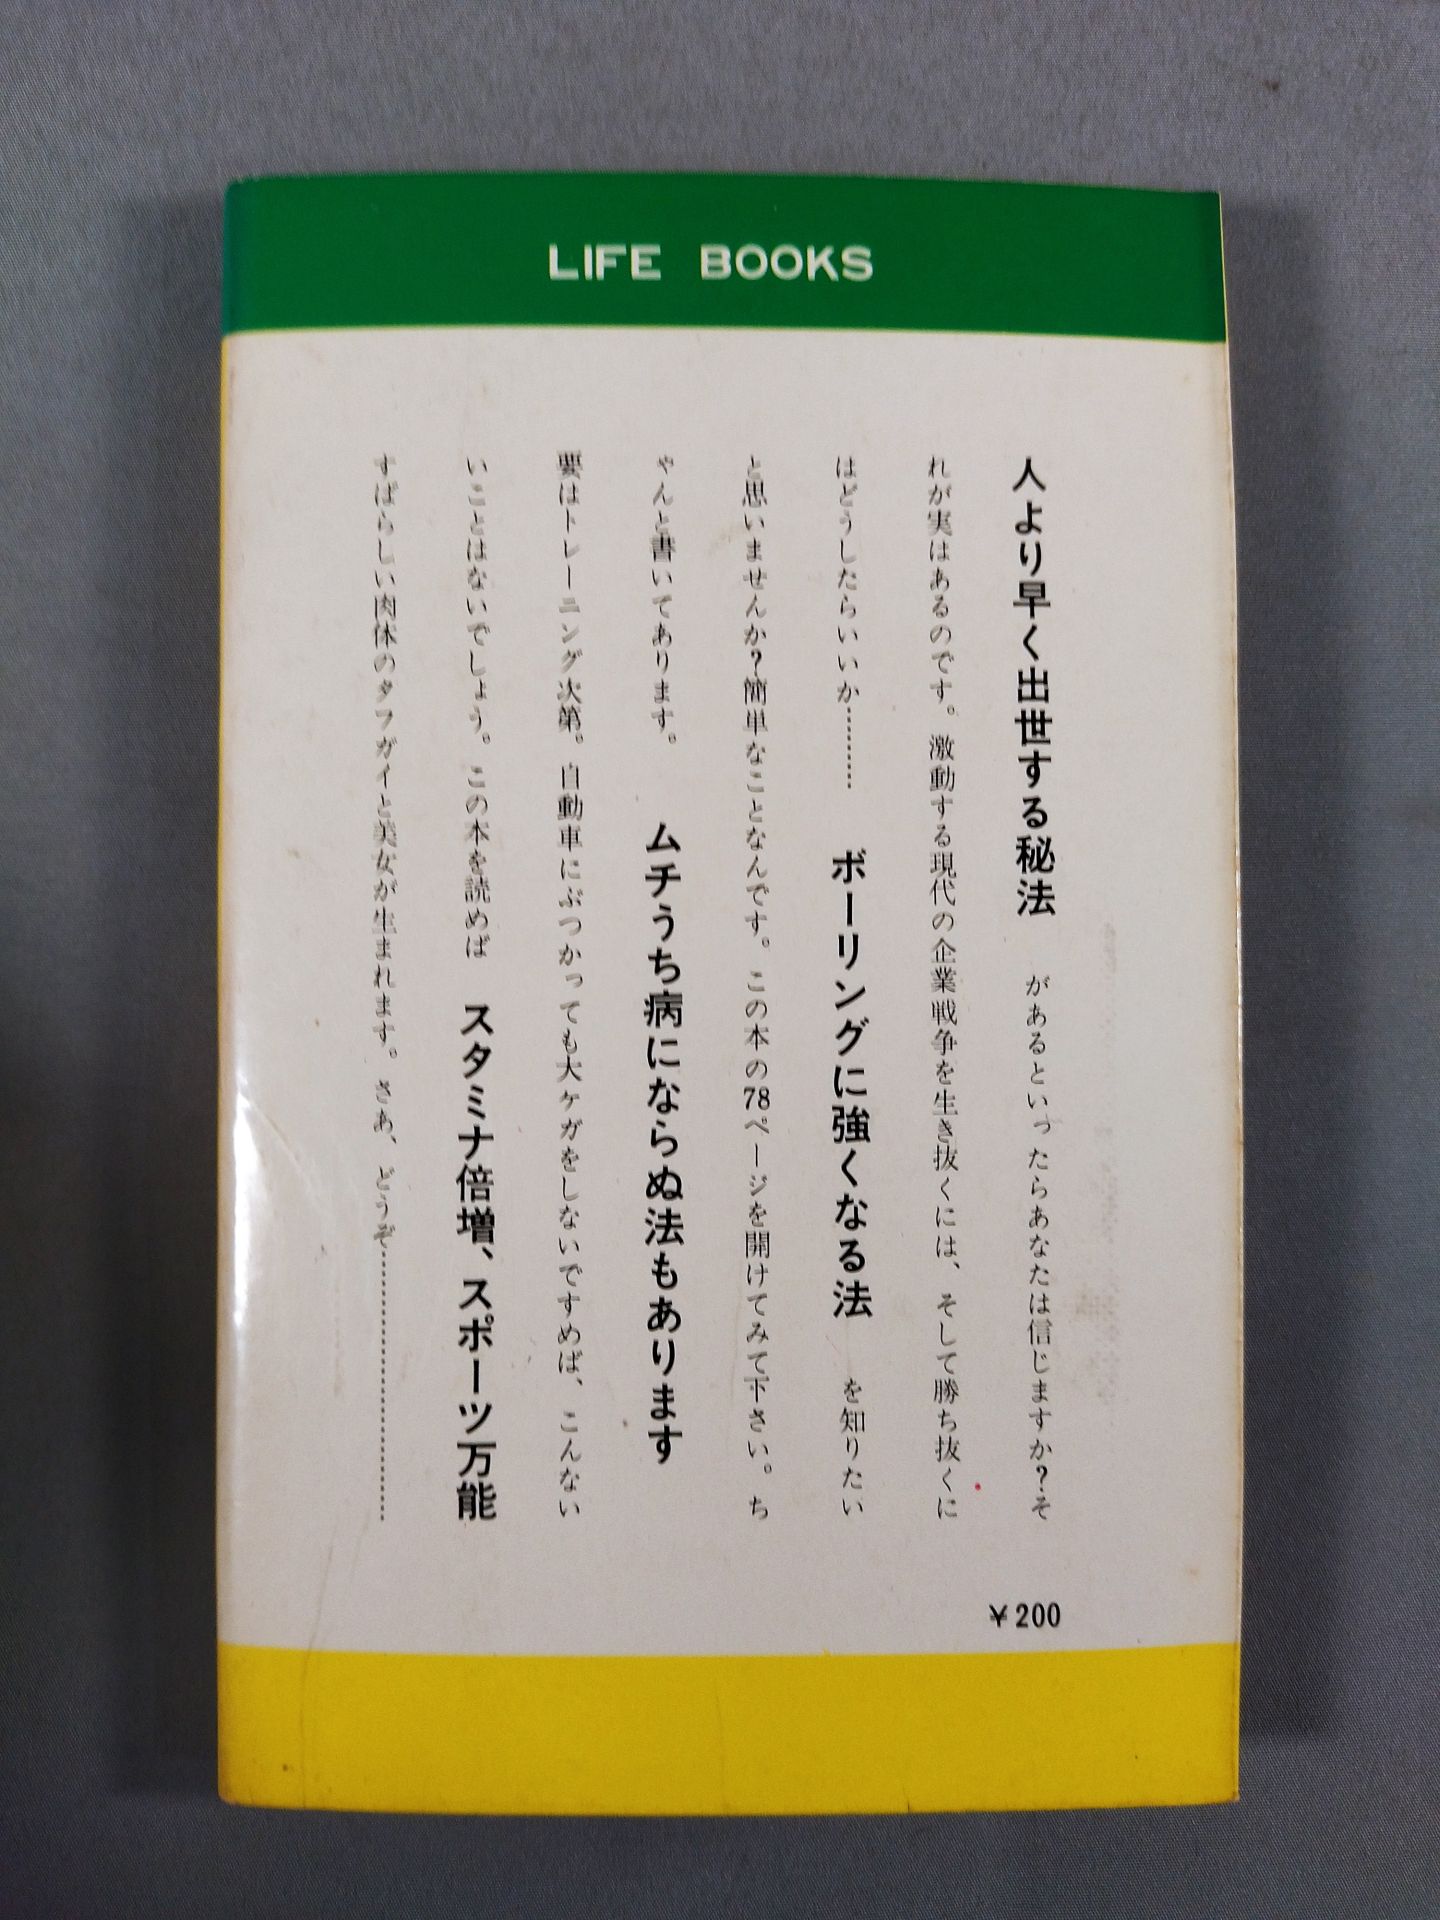 LIFE BOOKS
人より早く出世する秘法 があるといったらあなたは信じますか?そ
れが実はあるのです。激動する現代の企業戦争を生き抜くには、そして勝ち抜くに
はどうしたらいいか……… ボーリングに強くなる法 を知りたい
と思いませんか?簡単なことなんです。この本の78ページを開けてみて下さい。ち
ゃんと書いてあります。 ムチうち病にならぬ法もあります
要はトレーニング次第。自動車にぶつかっても大ケガをしないですめば、こんない
いことはないでしょう。この本を読めば スタミナ倍増、スポーツ万能
すばらしい肉体のタフガイと美女が生まれます。さあ、どうぞ…………………………
¥200